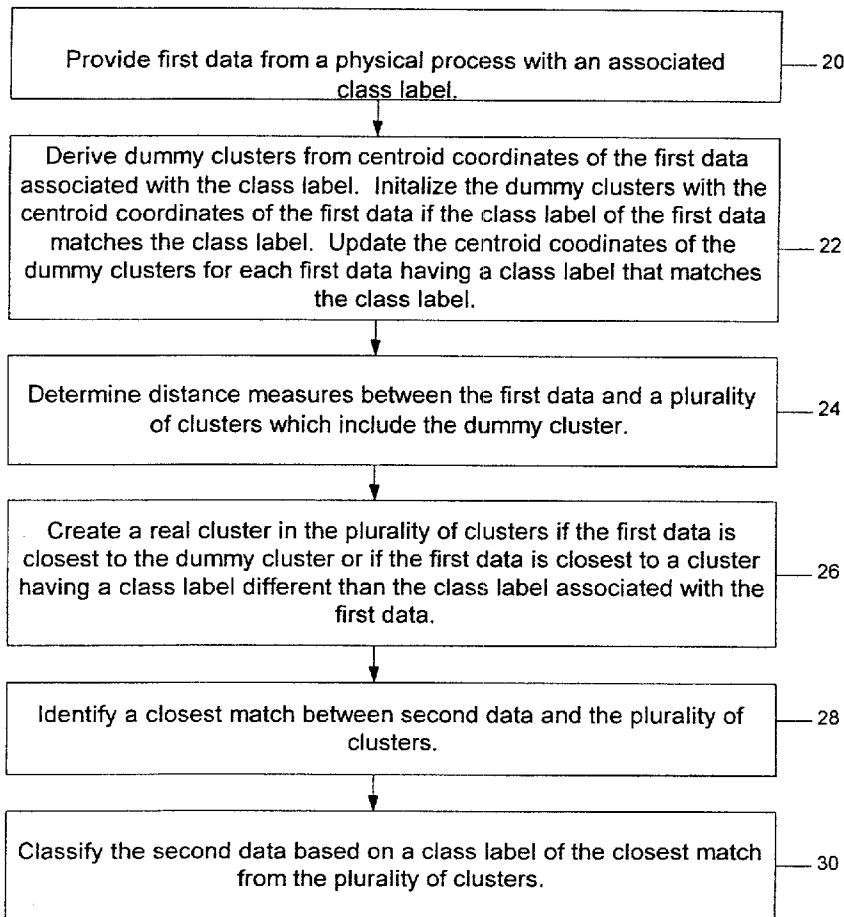 Provide first data from a physical process with an associated
class label.
20
Derive dummy clusters from centroid coordinates of the first data
associated with the class label. Initalize the dummy clusters with the
centroid coordinates of the first data if the class label of the first data
matches the class label. Update the centroid coodinates of the
dummy clusters for each first data having a class label that matches
the class label.
22
Determine distance measures between the first data and a plurality
of clusters which include the dummy cluster.
24
Create a real cluster in the plurality of clusters if the first data is
closest to the dummy cluster or if the first data is closest to a cluster
having a class label different than the class label associated with the
first data.
26
Identify a closest match between second data and the plurality of
clusters.
28
Classify the second data based on a class label of the closest match
from the plurality of clusters.
30